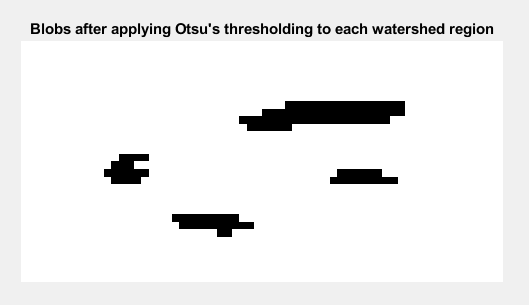 Blobs after applying Otsu's thresholding to each watershed region